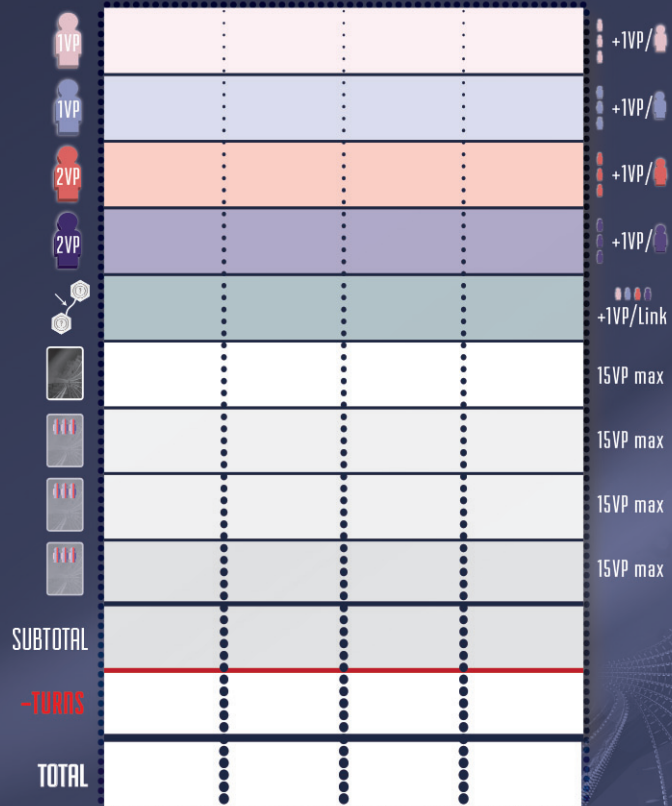 1VP
+1VP/
1VP
+1VP/
2VP
+1VP/
2VP
+1VP/
+1VP/Link
15VP max
15VP max
15VP max
15VP max
SUBTOTAL
-TURNS
TOTAL